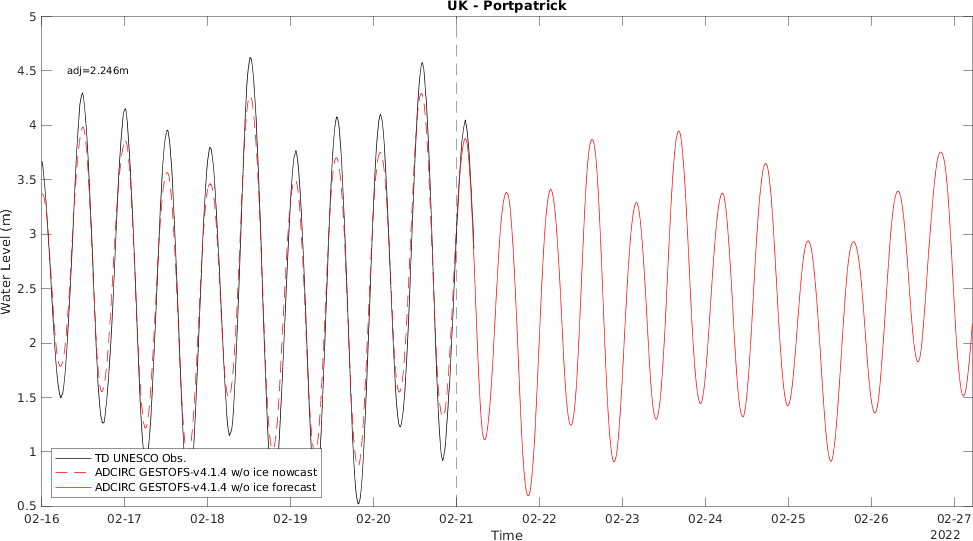 UK - Portpatrick
5
4.5
4
3.5
3
2.5
2
1.5
1
0.5
Water Level (m)
adj=2.246m
TD UNESCO Obs.
ADCIRC GESTOFS-v4.1.4 w/o ice nowcast
ADCIRC GESTOFS-v4.1.4 w/o ice forecast
02-16 02-17 02-18 02-19 02-20 02-21 02-22 02-23 02-24 02-25 02-26 02-27
Time
2022